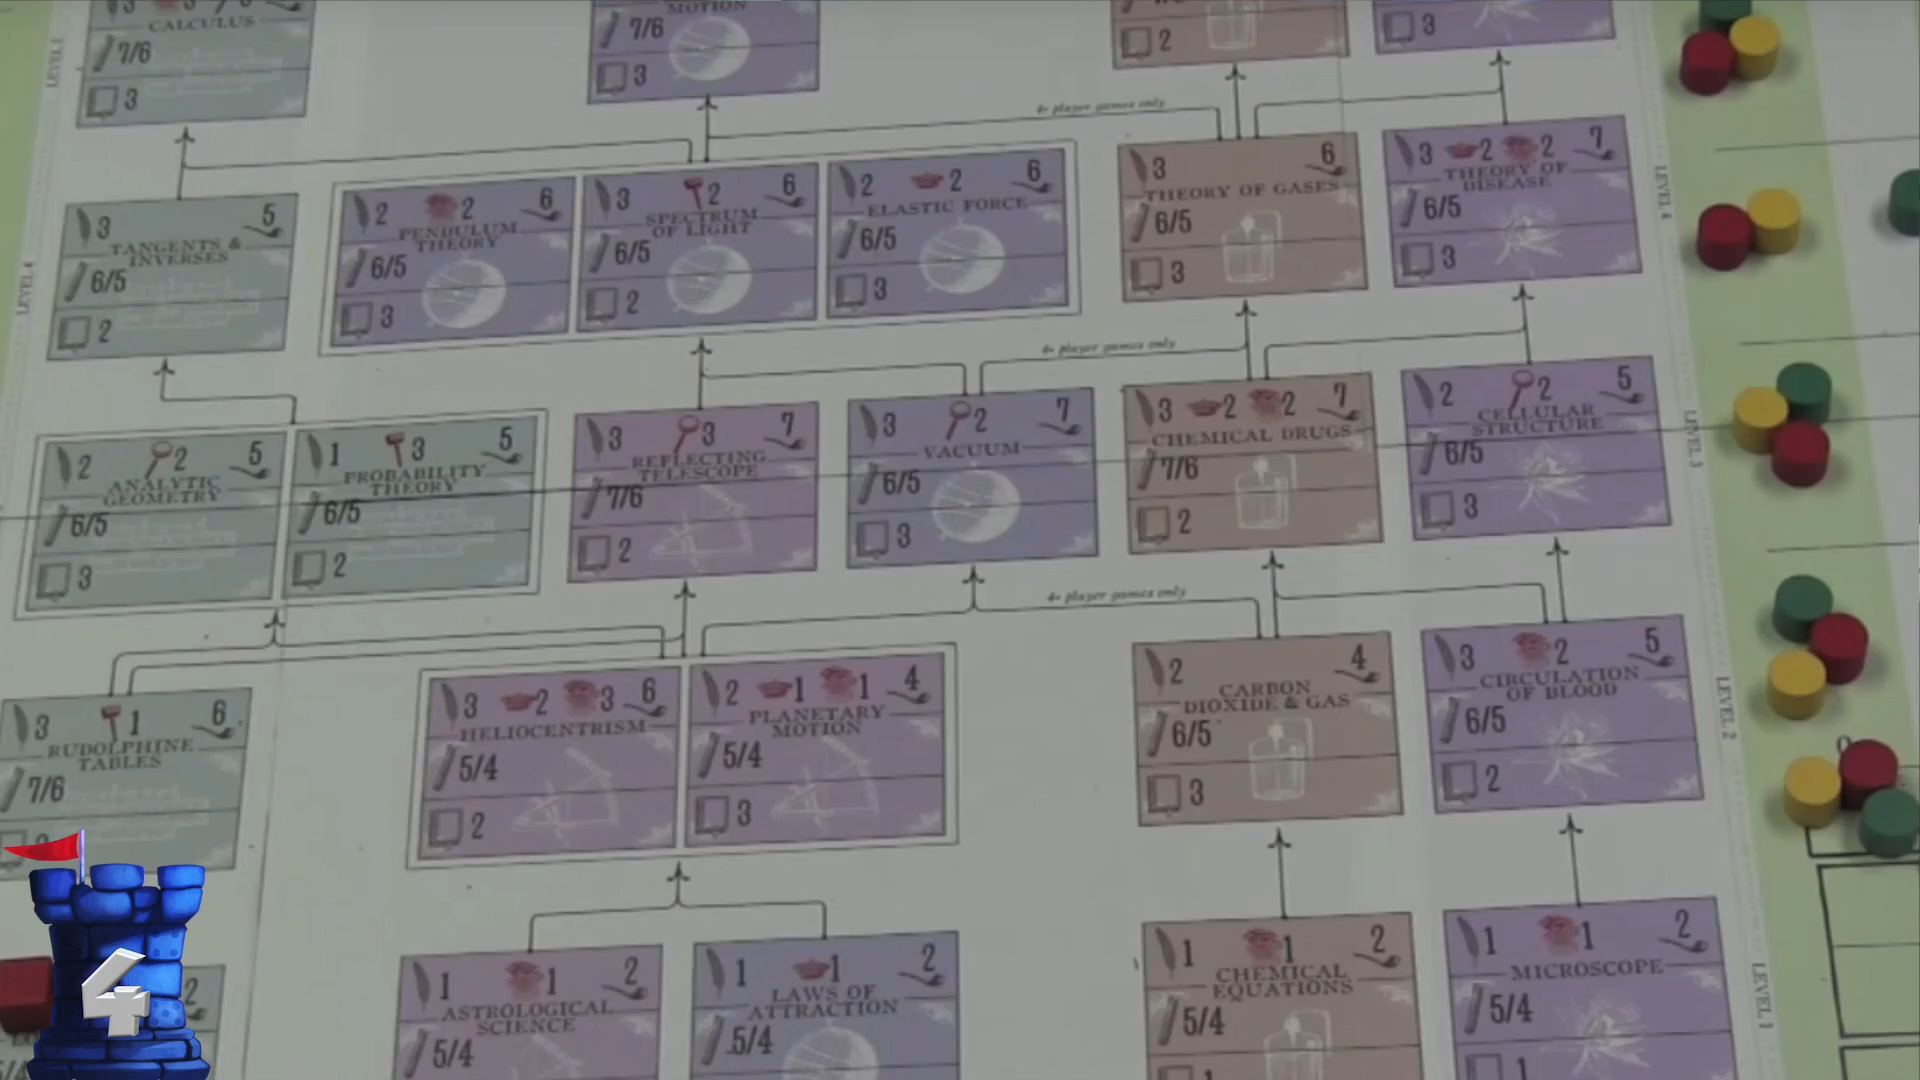 CALCULUS
7/6
3
MOTION
7/6
3
2
3
4+ player games only
3 5
TANGENTS &
INVERSES
6/5
2
2 2 6
PENDULUM
THEORY
6/5
3
3 2 6
SPECTRUM
OF LIGHT
6/5
2
2 2 6
ELASTIC FORCE
6/5
3
3 6
THEORY OF GASES
6/5
3
3 2 2 7
THEORY OF
DISEASE
6/5
3
LEVEL 4
LEVEL 4
4+ player games only
2 2 5
ANALYTIC
GEOMETRY
6/5
3
1 3 5
PROBABILITY
THEORY
6/5
2
3 3 7
REFLECTING
TELESCOPE
7/6
2
3 2 7
VACUUM
6/5
3
3 2 2 7
CHEMICAL DRUGS
7/6
2
2 2 5
CELLULAR
STRUCTURE
6/5
3
LEVEL 3
4+ player games only
3 1 6
RUDOLPHINE
TABLES
7/6
3 2 3 6
HELIOCENTRISM
5/4
2
2 1 1 4
PLANETARY
MOTION
5/4
3
2 4
CARBON
DIOXIDE & GAS
6/5
3
3 2 5
CIRCULATION
OF BLOOD
6/5
2
LEVEL 2
2
1 1 2
ASTROLOGICAL
SCIENCE
5/4
1 1 2
LAWS OF
ATTRACTION
5/4
1 1 2
CHEMICAL
EQUATIONS
5/4
1
1 1 2
MICROSCOPE
5/4
1
LEVEL 1
4